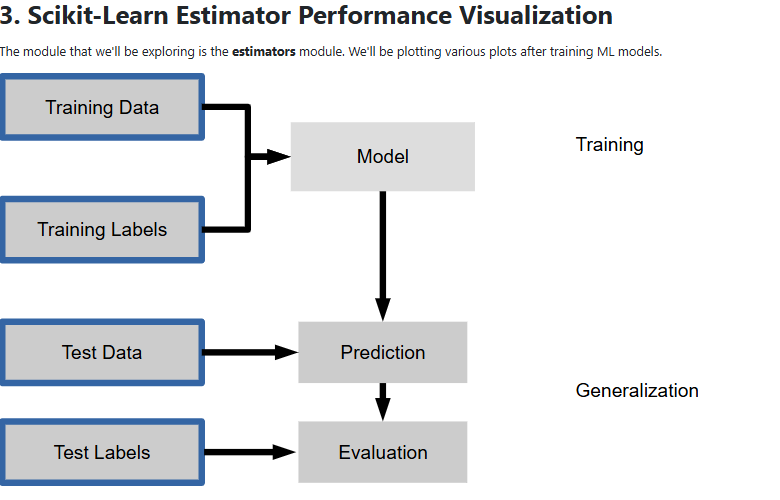 3. Scikit-Learn Estimator Performance Visualization
The module that we'll be exploring is the estimators module. We'll be plotting various plots after training ML models.
Training Data
Model
Training
Training Labels
Test Data
Prediction
Generalization
Test Labels
Evaluation